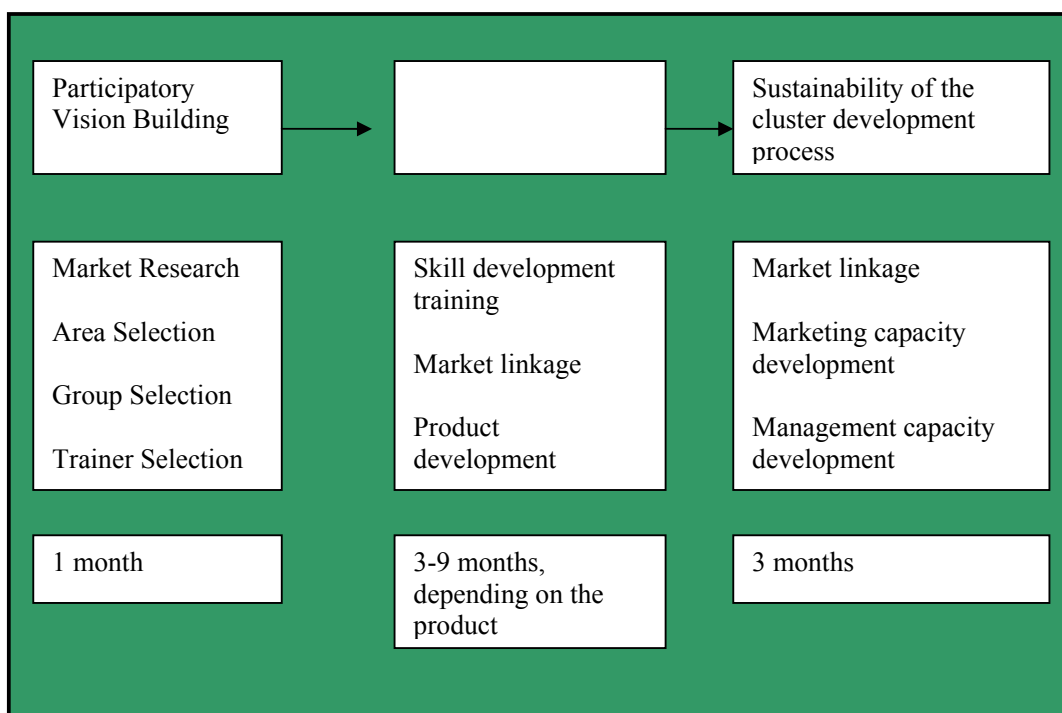 Participatory
Vision Building
Sustainability of the
cluster development
process
Market Research
Area Selection
Group Selection
Trainer Selection
Skill development
training
Market linkage
Product
development
Market linkage
Marketing capacity
development
Management capacity
development
1 month
3-9 months,
depending on the
product
3 months